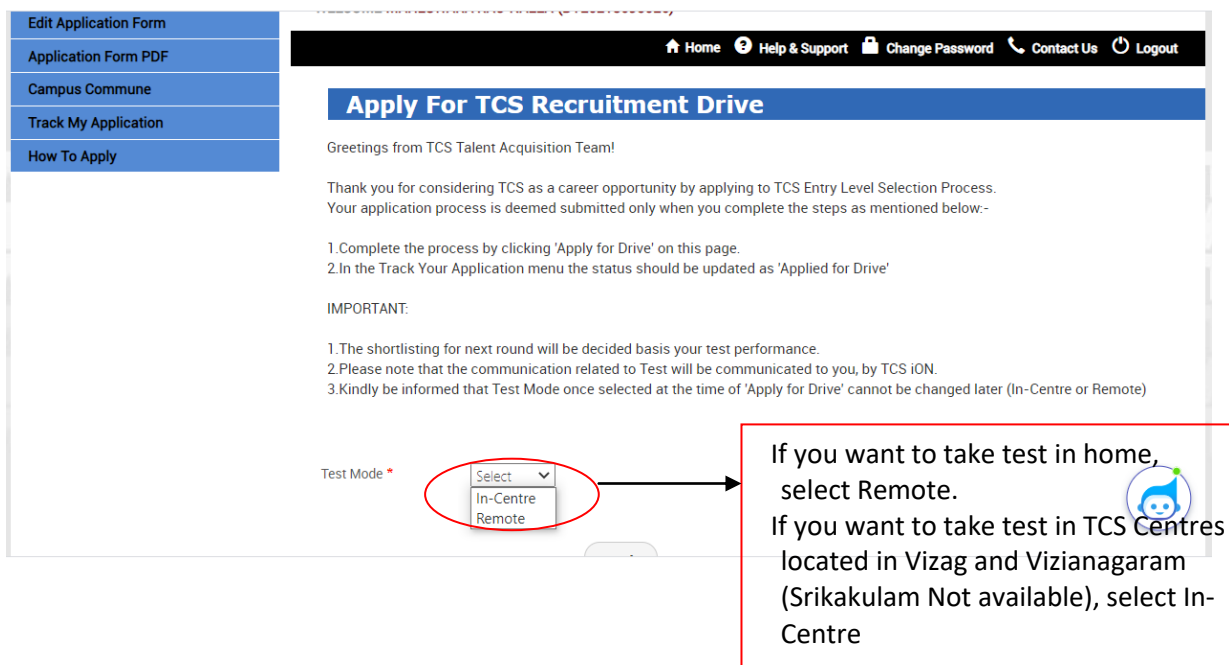 Edit Application Form
Application Form PDF
Campus Commune
Track My Application
How To Apply
Home Help & Support Change Password Contact Us Logout
Apply For TCS Recruitment Drive
Greetings from TCS Talent Acquisition Team!
Thank you for considering TCS as a career opportunity by applying to TCS Entry Level Selection Process.
Your application process is deemed submitted only when you complete the steps as mentioned below:-
1.Complete the process by clicking 'Apply for Drive' on this page.
2.In the Track Your Application menu the status should be updated as 'Applied for Drive'
IMPORTANT:
1.The shortlisting for next round will be decided basis your test performance.
2.Please note that the communication related to Test will be communicated to you, by TCS iON.
3.Kindly be informed that Test Mode once selected at the time of 'Apply for Drive' cannot be changed later (In-Centre or Remote)
Test Mode *
Select
In-Centre
Remote
If you want to take test in home,
select Remote.
If you want to take test in TCS Centres
located in Vizag and Vizianagaram
(Srikakulam Not available), select In-
Centre